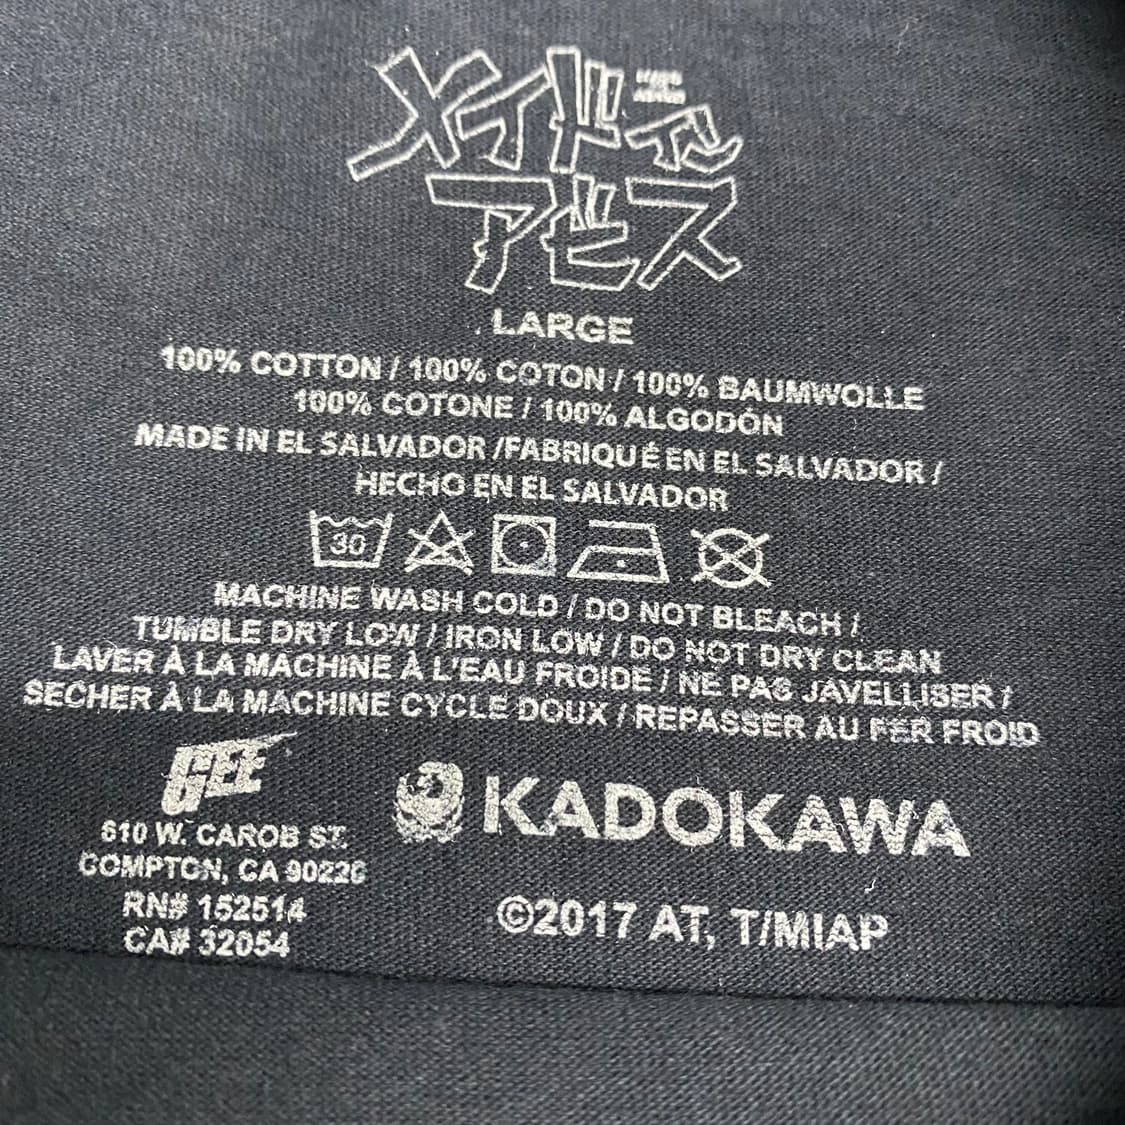 メイドイン
MADE
IN
ABYSS
アビス
LARGE
100% COTTON / 100% COTON / 100% BAUMWOLLE
100% COTONE / 100% ALGODÓN
MADE IN EL SALVADOR /FABRIQUÉ EN EL SALVADOR /
HECHO EN EL SALVADOR
30
MACHINE WASH COLD / DO NOT BLEACH /
TUMBLE DRY LOW / IRON LOW / DO NOT DRY CLEAN
LAVER À LA MACHINE À L'EAU FROIDE / NE PAS JAVELLISER /
SECHER À LA MACHINE CYCLE DOUX / REPASSER AU FER FROID
GEE
610 W. CAROB ST.
COMPTON, CA 90220
RN# 152514
CA# 32054
KADOKAWA
©2017 AT, T/MIAP